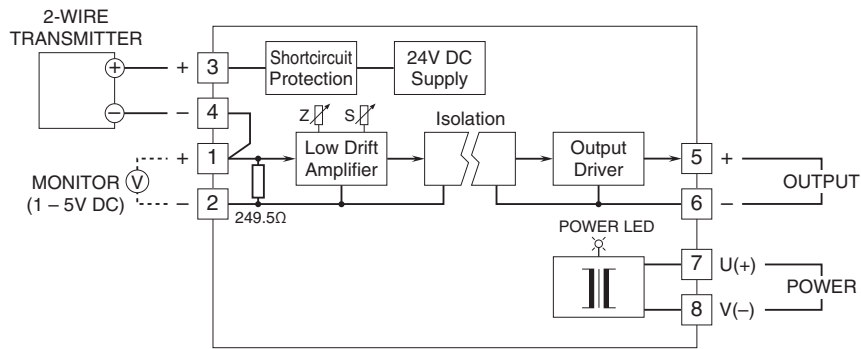 2-WIRE
TRANSMITTER
+
–
+
–
+
–
3
4
1
2
Shortcircuit
Protection
24V DC
Supply
Z
S
Isolation
Low Drift
Amplifier
Output
Driver
MONITOR
(1 – 5V DC)
V
249.5Ω
5
6
+
–
OUTPUT
POWER LED
7
8
U(+)
V(–)
POWER